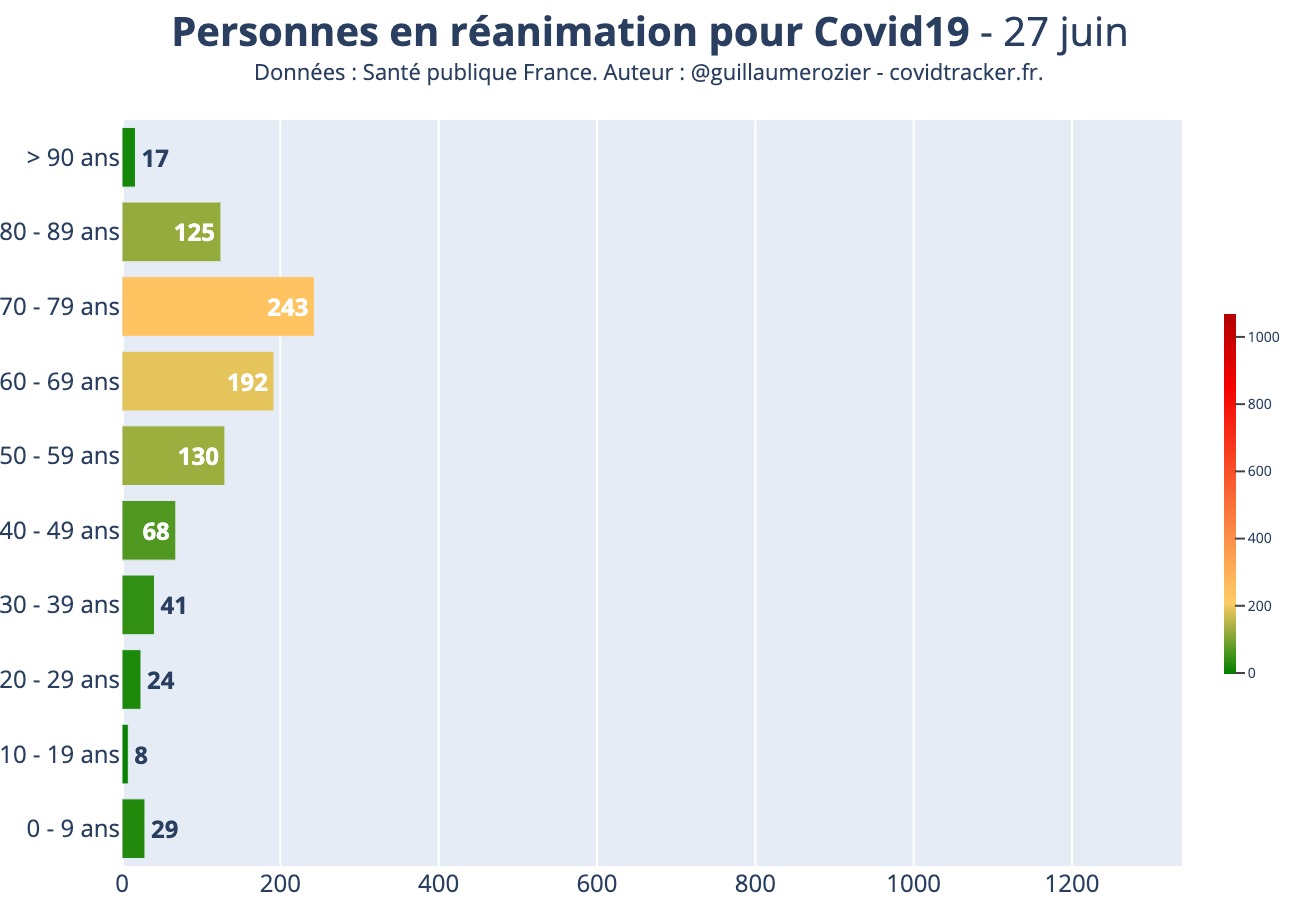 Personnes en réanimation pour Covid19 - 27 juin
Données : Santé publique France. Auteur : @guillaumerozier - covidtracker.fr.
> 90 ans 17
80 - 89 ans 125
70 - 79 ans 243
60 - 69 ans 192
50 - 59 ans 130
40 - 49 ans 68
30 - 39 ans 41
20 - 29 ans 24
10 - 19 ans 8
0 - 9 ans 29
0 200 400 600 800 1000 1200
1000
800
600
400
200
0